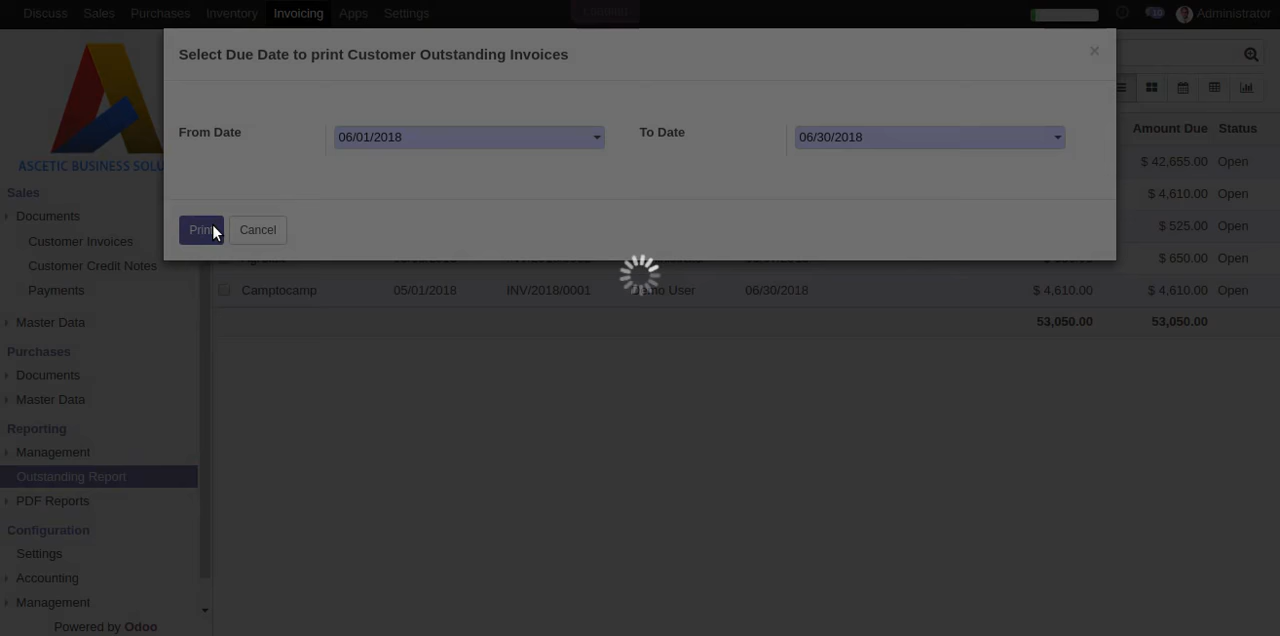 Discuss Sales Purchases Inventory Invoicing Apps Settings Loading 10 Administrator
Select Due Date to print Customer Outstanding Invoices ×
From Date 06/01/2018 To Date 06/30/2018
Print Cancel
ASCETIC BUSINESS SOLU
Sales
Documents
Customer Invoices
Customer Credit Notes
Payments
Master Data
Purchases
Documents
Master Data
Reporting
Management
Outstanding Report
PDF Reports
Configuration
Settings
Accounting
Management
Powered by Odoo
Amount Due Status
$ 42,655.00 Open
$ 4,610.00 Open
$ 525.00 Open
$ 650.00 Open
Camptocamp 05/01/2018 INV/2018/0001 Demo User 06/30/2018 $ 4,610.00 $ 4,610.00 Open
53,050.00 53,050.00